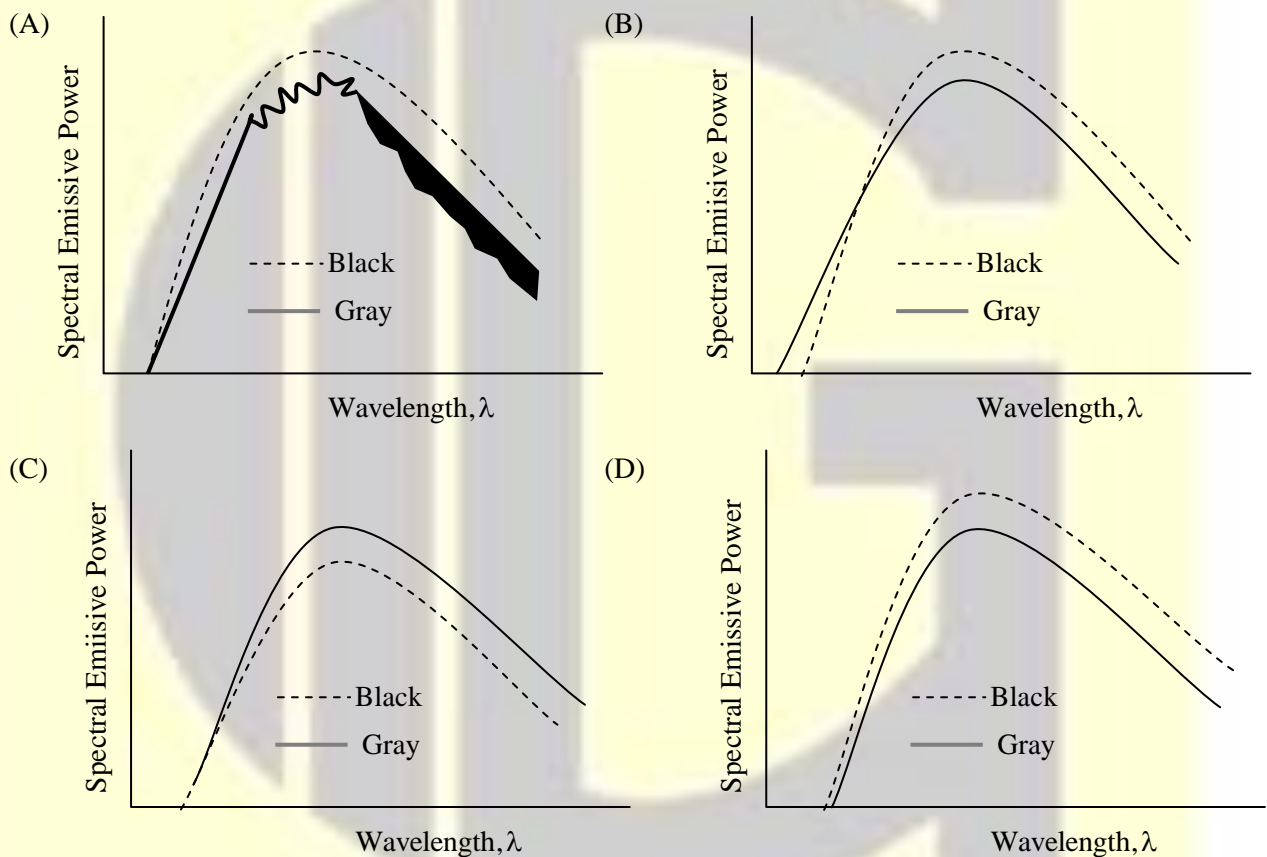 (A)
Spectral Emissive Power
Black
Gray
Wavelength, λ
(B)
Spectral Emiisive Power
Black
Gray
Wavelength, λ
(C)
Spectral Emiisive Power
Black
Gray
Wavelength, λ
(D)
Spectral Emiisive Power
Black
Gray
Wavelength, λ